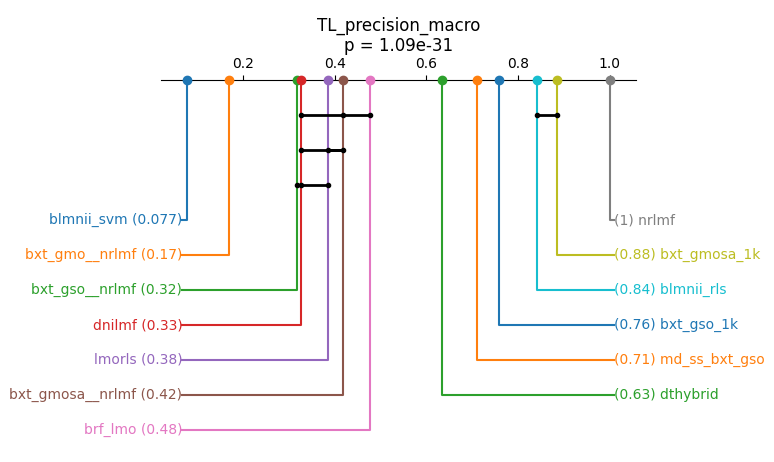 TL_precision_macro
p = 1.09e-31
0.2 0.4 0.6 0.8 1.0
blmnii_svm (0.077)
bxt_gmo__nrlmf (0.17)
bxt_gso__nrlmf (0.32)
dnilmf (0.33)
lmorls (0.38)
bxt_gmosa__nrlmf (0.42)
brf_lmo (0.48)
(1) nrlmf
(0.88) bxt_gmosa_1k
(0.84) blmnii_rls
(0.76) bxt_gso_1k
(0.71) md_ss_bxt_gso
(0.63) dthybrid